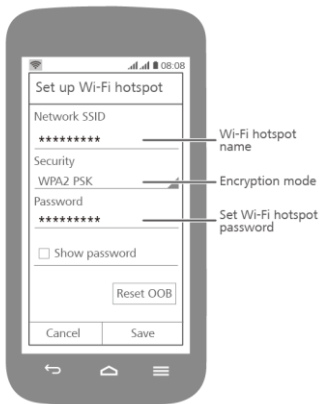 08:08
Set up Wi-Fi hotspot
Network SSID
*********
Wi-Fi hotspot
name
Security
WPA2 PSK
Encryption mode
Password
*********
Set Wi-Fi hotspot
password
Show password
Reset OOB
Cancel
Save